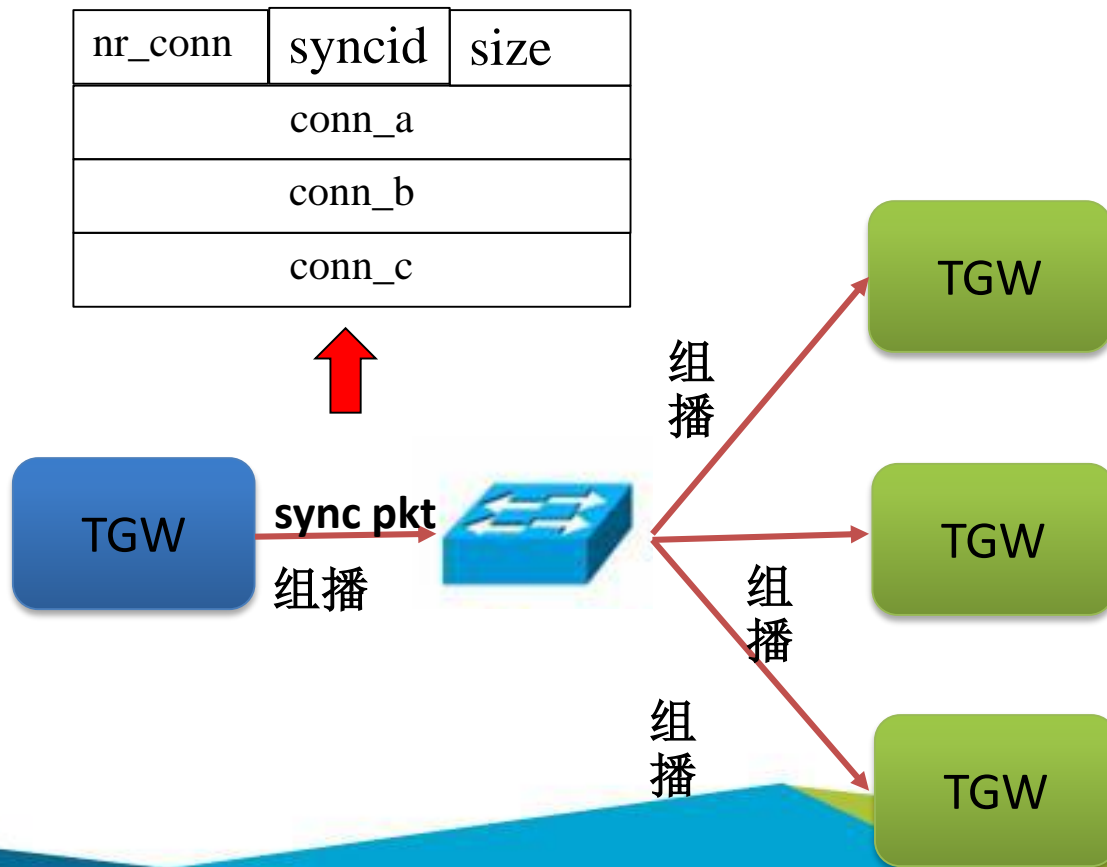 nr_conn syncid size
conn_a
conn_b
conn_c
TGW
组
播
TGW
sync pkt
组播
TGW
组
播
组
播
TGW